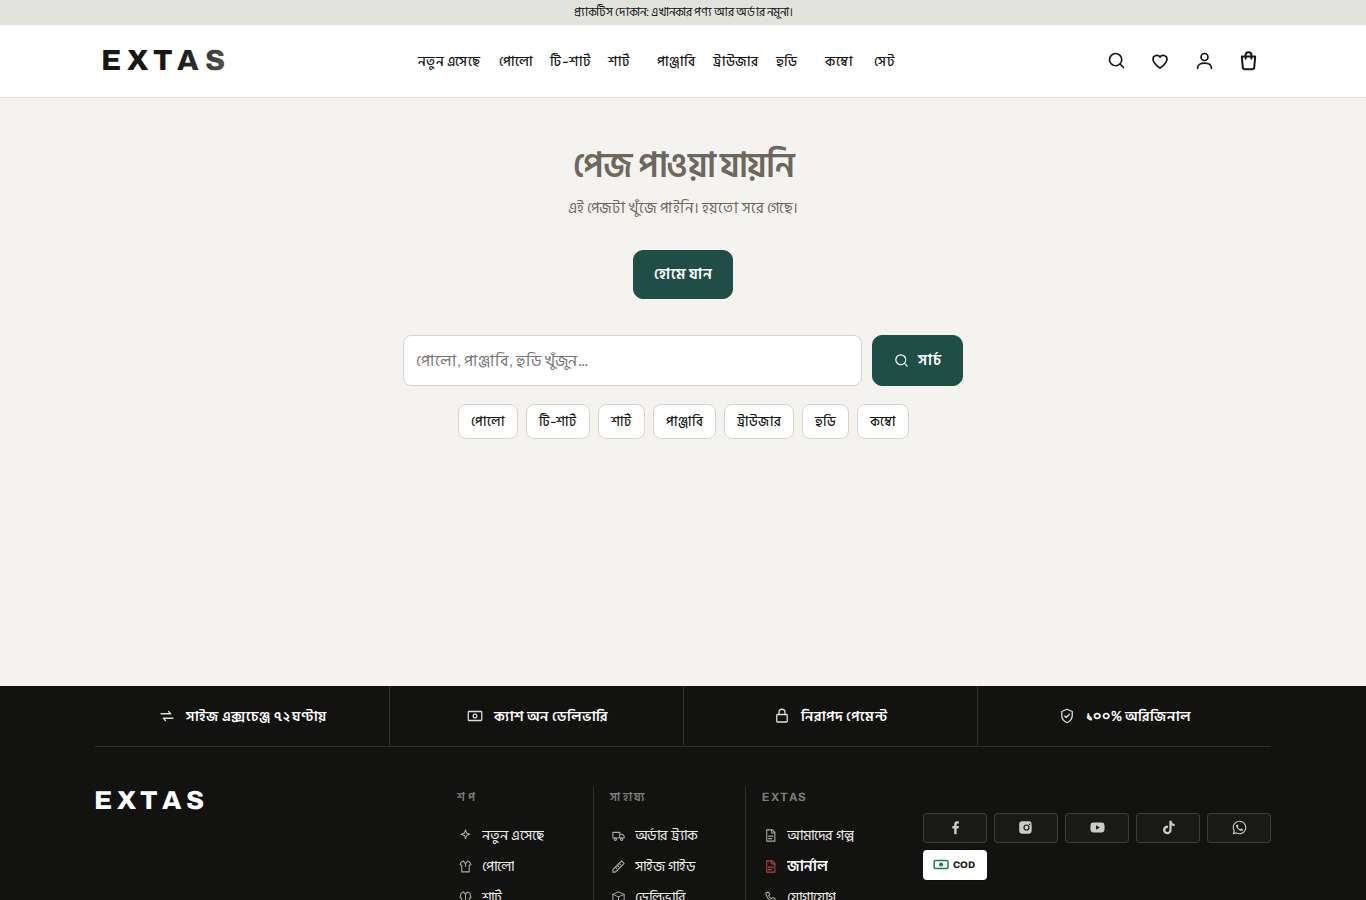 প্র্যাকটিস দোকান: এখানকার পণ্য আর অর্ডার নমুনা।
EXTAS
নতুন এসেছে পোলো টি-শার্ট শার্ট পাঞ্জাবি ট্রাউজার হুডি কম্বো সেট
পেজ পাওয়া যায়নি
এই পেজটা খুঁজে পাইনি। হয়তো সরে গেছে।
হোমে যান
পোলো, পাঞ্জাবি, হুডি খুঁজুন...
সার্চ
পোলো টি-শার্ট শার্ট পাঞ্জাবি ট্রাউজার হুডি কম্বো
সাইজ এক্সচেঞ্জ ৭২ ঘণ্টায় ক্যাশ অন ডেলিভারি নিরাপদ পেমেন্ট ১০০% অরিজিনাল
EXTAS
শপ
নতুন এসেছে
পোলো
শার্ট
সাহায্য
অর্ডার ট্র্যাক
সাইজ গাইড
ডেলিভারি
EXTAS
আমাদের গল্প
জার্নাল
যোগাযোগ
COD